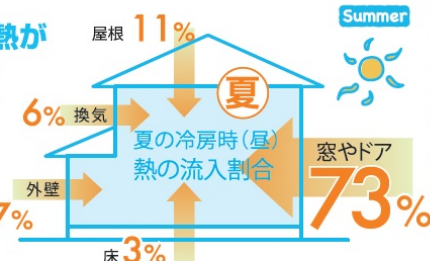 熱が
屋根 11%
Summer
夏
6% 換気
夏の冷房時(昼)
熱の流入割合
窓やドア
73%
外壁
7%
床 3%